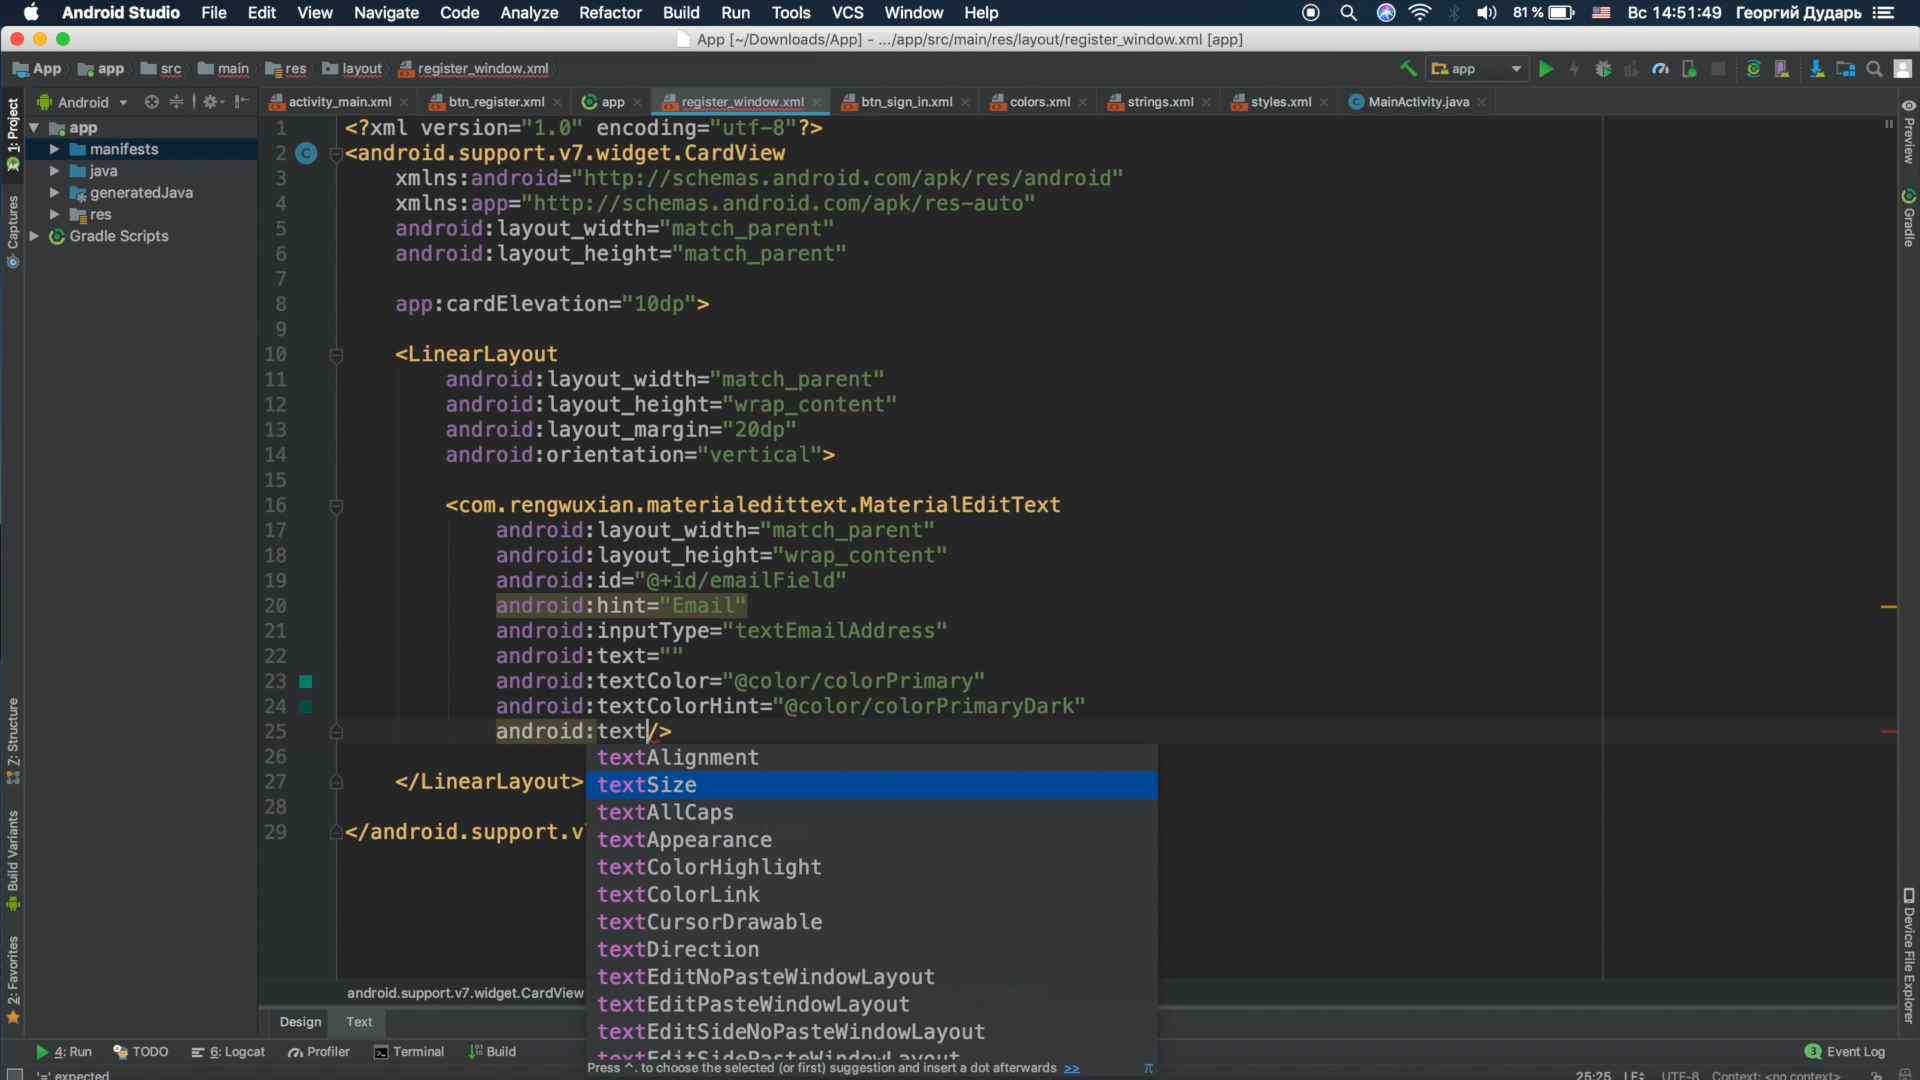 Android Studio File Edit View Navigate Code Analyze Refactor Build Run Tools VCS Window Help 81 % Вс 14:51:49 Георгий Дударь
App [~/Downloads/App] - .../app/src/main/res/layout/register_window.xml [app]
App app src main res layout register_window.xml app
1: Project
Captures
Z: Structure
Build Variants
2: Favorites
Android
app
manifests
java
generatedJava
res
Gradle Scripts
activity_main.xml btn_register.xml app register_window.xml btn_sign_in.xml colors.xml strings.xml styles.xml MainActivity.java
1 <?xml version="1.0" encoding="utf-8"?>
2 <android.support.v7.widget.CardView
3 xmlns:android="http://schemas.android.com/apk/res/android"
4 xmlns:app="http://schemas.android.com/apk/res-auto"
5 android:layout_width="match_parent"
6 android:layout_height="match_parent"
7
8 app:cardElevation="10dp">
9
10 <LinearLayout
11 android:layout_width="match_parent"
12 android:layout_height="wrap_content"
13 android:layout_margin="20dp"
14 android:orientation="vertical">
15
16 <com.rengwuxian.materialedittext.MaterialEditText
17 android:layout_width="match_parent"
18 android:layout_height="wrap_content"
19 android:id="@+id/emailField"
20 android:hint="Email"
21 android:inputType="textEmailAddress"
22 android:text=""
23 android:textColor="@color/colorPrimary"
24 android:textColorHint="@color/colorPrimaryDark"
25 android:text/>
26
27 </LinearLayout>
28
29 </android.support.v
textAlignment
textSize
textAllCaps
textAppearance
textColorHighlight
textColorLink
textCursorDrawable
textDirection
textEditNoPasteWindowLayout
textEditPasteWindowLayout
textEditSideNoPasteWindowLayout
textEditSidePasteWindowLayout
Press ^. to choose the selected (or first) suggestion and insert a dot afterwards >> π
android.support.v7.widget.CardView
Design Text
Preview
Gradle
Device File Explorer
4: Run TODO 6: Logcat Profiler Terminal Build 3 Event Log
'=' expected 25:25 LF UTF-8 Context: <no context>